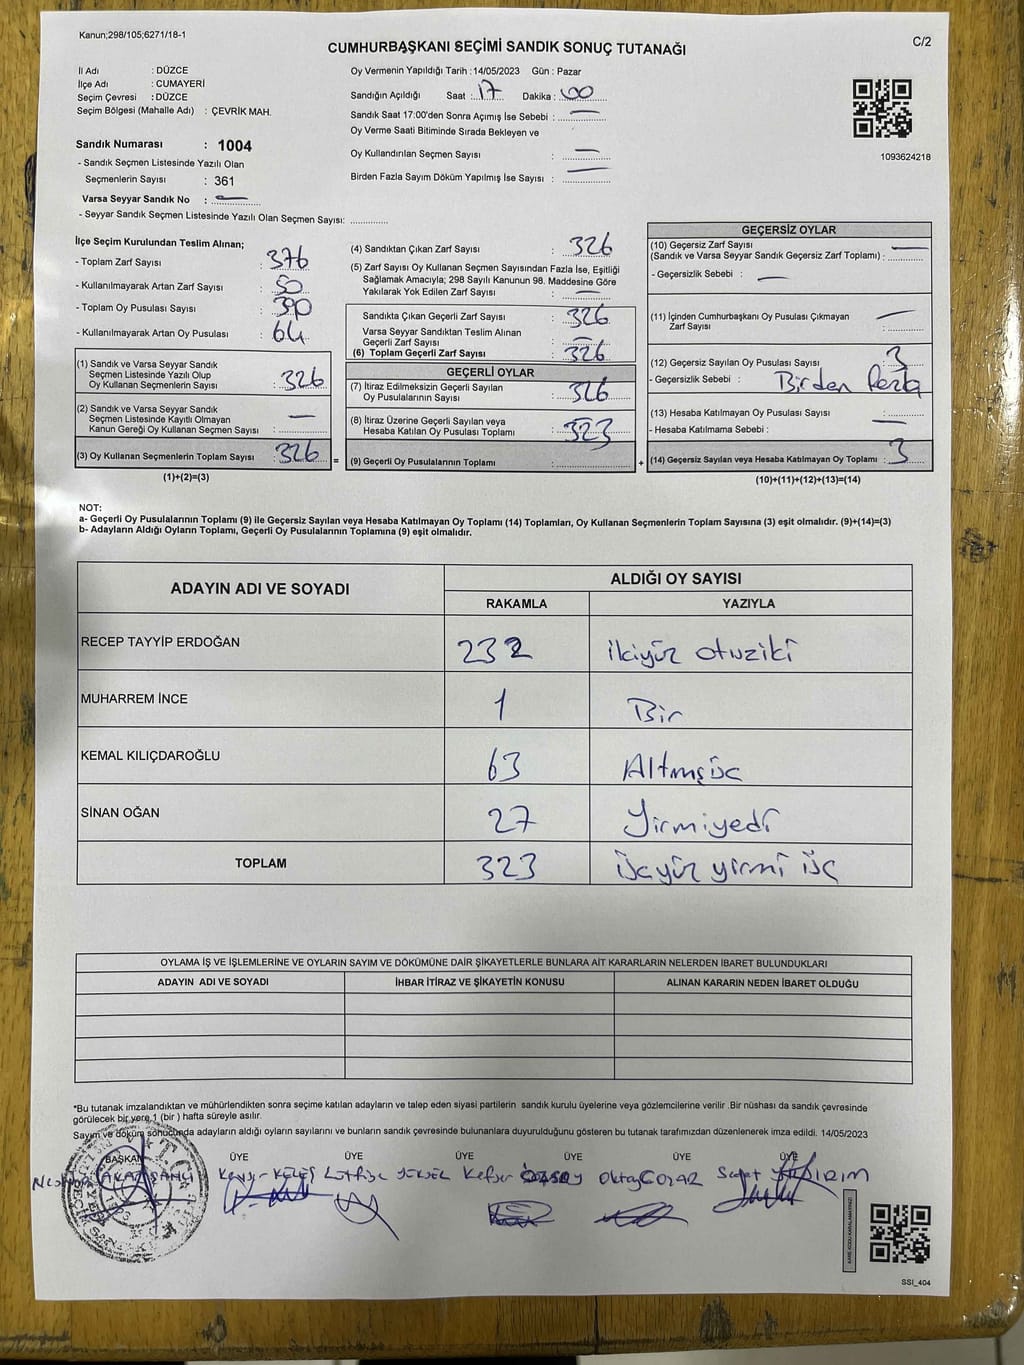 Kanun;298/105;6271/18-1
C/2
CUMHURBAŞKANI SEÇİMİ SANDIK SONUÇ TUTANAĞI
İl Adı : DÜZCE
İlçe Adı : CUMAYERİ
Seçim Çevresi : DÜZCE
Seçim Bölgesi (Mahalle Adı) : ÇEVRİK MAH.
Sandık Numarası : 1004
- Sandık Seçmen Listesinde Yazılı Olan
Seçmenlerin Sayısı : 361
Varsa Seyyar Sandık No : —
- Seyyar Sandık Seçmen Listesinde Yazılı Olan Seçmen Sayısı: ..............
Oy Vermenin Yapıldığı Tarih : 14/05/2023 Gün : Pazar
Sandığın Açıldığı Saat : 17 Dakika : 00
Sandık Saat 17:00'den Sonra Açımış İse Sebebi : —
Oy Verme Saati Bitiminde Sırada Bekleyen ve
Oy Kullandırılan Seçmen Sayısı : —
Birden Fazla Sayım Döküm Yapılmış İse Sayısı : —
1093624218
İlçe Seçim Kurulundan Teslim Alınan;
- Toplam Zarf Sayısı : 376
- Kullanılmayarak Artan Zarf Sayısı : 50
- Toplam Oy Pusulası Sayısı : 390
- Kullanılmayarak Artan Oy Pusulası : 64
(1) Sandık ve Varsa Seyyar Sandık
Seçmen Listesinde Yazılı Olup
Oy Kullanan Seçmenlerin Sayısı : 326
(2) Sandık ve Varsa Seyyar Sandık
Seçmen Listesinde Kayıtlı Olmayan
Kanun Gereği Oy Kullanan Seçmen Sayısı : —
(3) Oy Kullanan Seçmenlerin Toplam Sayısı : 326 =
(1)+(2)=(3)
(4) Sandıktan Çıkan Zarf Sayısı : 326
(5) Zarf Sayısı Oy Kullanan Seçmen Sayısından Fazla İse, Eşitliği
Sağlamak Amacıyla; 298 Sayılı Kanunun 98. Maddesine Göre
Yakılarak Yok Edilen Zarf Sayısı : —
Sandıkta Çıkan Geçerli Zarf Sayısı : 326
Varsa Seyyar Sandıktan Teslim Alınan
Geçerli Zarf Sayısı : —
(6) Toplam Geçerli Zarf Sayısı : 326
GEÇERLİ OYLAR
(7) İtiraz Edilmeksizin Geçerli Sayılan
Oy Pusulalarının Sayısı : 326
(8) İtiraz Üzerine Geçerli Sayılan veya
Hesaba Katılan Oy Pusulası Toplamı : 323
(9) Geçerli Oy Pusulalarının Toplamı : .............. +
GEÇERSİZ OYLAR
(10) Geçersiz Zarf Sayısı —
(Sandık ve Varsa Seyyar Sandık Geçersiz Zarf Toplamı) : ..........
- Geçersizlik Sebebi : —
(11) İçinden Cumhurbaşkanı Oy Pusulası Çıkmayan
Zarf Sayısı : —
(12) Geçersiz Sayılan Oy Pusulası Sayısı : 3
- Geçersizlik Sebebi : Birden Fazla
(13) Hesaba Katılmayan Oy Pusulası Sayısı : ..........
- Hesaba Katılmama Sebebi : —
(14) Geçersiz Sayılan veya Hesaba Katılmayan Oy Toplamı : 3
(10)+(11)+(12)+(13)=(14)
NOT:
a- Geçerli Oy Pusulalarının Toplamı (9) ile Geçersiz Sayılan veya Hesaba Katılmayan Oy Toplamı (14) Toplamları, Oy Kullanan Seçmenlerin Toplam Sayısına (3) eşit olmalıdır. (9)+(14)=(3)
b- Adayların Aldığı Oyların Toplamı, Geçerli Oy Pusulalarının Toplamına (9) eşit olmalıdır.
ADAYIN ADI VE SOYADI ALDIĞI OY SAYISI
RAKAMLA YAZIYLA
RECEP TAYYİP ERDOĞAN 232 ikiyüz otuziki
MUHARREM İNCE 1 Bir
KEMAL KILIÇDAROĞLU 63 Altmışüç
SİNAN OĞAN 27 Yirmiyedi
TOPLAM 323 üçyüz yirmi üç
OYLAMA İŞ VE İŞLEMLERİNE VE OYLARIN SAYIM VE DÖKÜMÜNE DAİR ŞİKAYETLERLE BUNLARA AİT KARARLARIN NELERDEN İBARET BULUNDUKLARI
ADAYIN ADI VE SOYADI İHBAR İTİRAZ VE ŞİKAYETİN KONUSU ALINAN KARARIN NEDEN İBARET OLDUĞU
*Bu tutanak imzalandıktan ve mühürlendikten sonra seçime katılan adayların ve talep eden siyasi partilerin sandık kurulu üyelerine veya gözlemcilerine verilir .Bir nüshası da sandık çevresinde
görülecek bir yere 1 (bir ) hafta süreyle asılır.
Sayım ve döküm sonucunda adayların aldığı oyların sayılarını ve bunların sandık çevresinde bulunanlara duyurulduğunu gösteren bu tutanak tarafımızdan düzenlenerek imza edildi. 14/05/2023
BAŞKAN ÜYE ÜYE ÜYE ÜYE ÜYE ÜYE
KELEŞ Lütfiye YÜKSEL Oktay COŞAR YILDIRIM
SSI_404